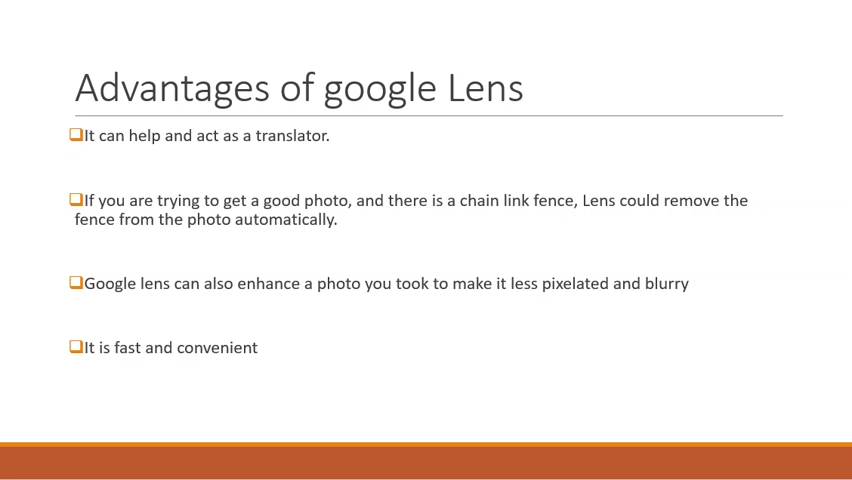 Advantages of google Lens
It can help and act as a translator.
If you are trying to get a good photo, and there is a chain link fence, Lens could remove the
fence from the photo automatically.
Google lens can also enhance a photo you took to make it less pixelated and blurry
It is fast and convenient